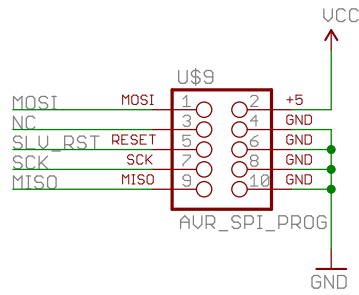 VCC
U$9
MOSI MOSI 1 2 +5
NC 3 4 GND
SLV_RST RESET 5 6 GND
SCK SCK 7 8 GND
MISO MISO 9 10 GND
AVR_SPI_PROG
GND